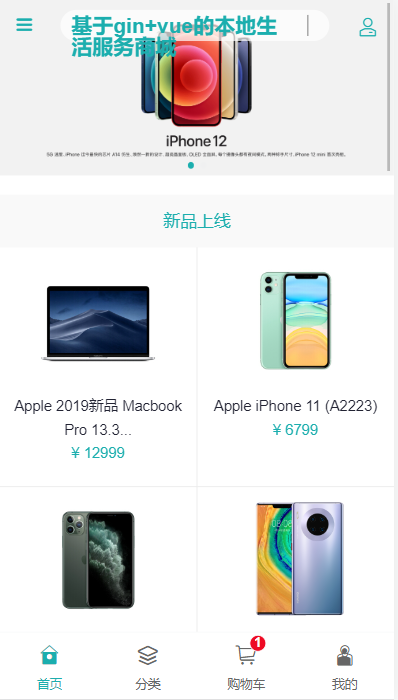 基于gin+vue的本地生
活服务商城
iPhone 12
新品上线
Apple 2019新品 Macbook
Pro 13.3...
¥ 12999
Apple iPhone 11 (A2223)
¥ 6799
1
首页
分类
购物车
我的